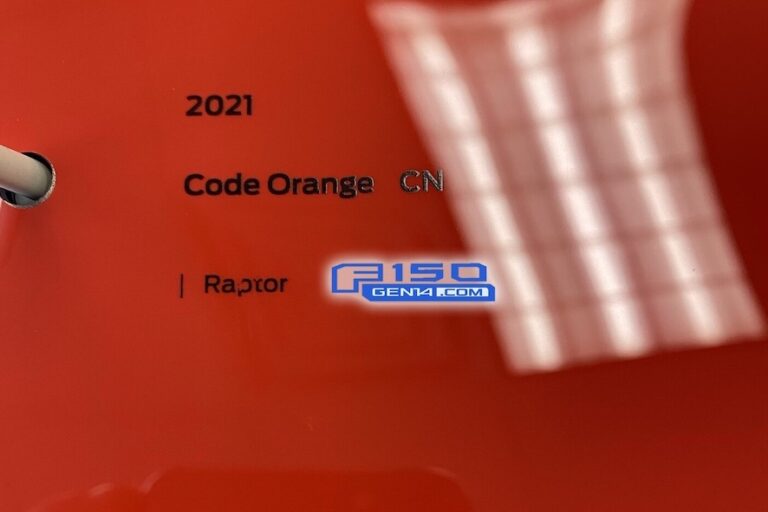 2021
Code Orange CN
| Raptor
F150
GEN14.COM